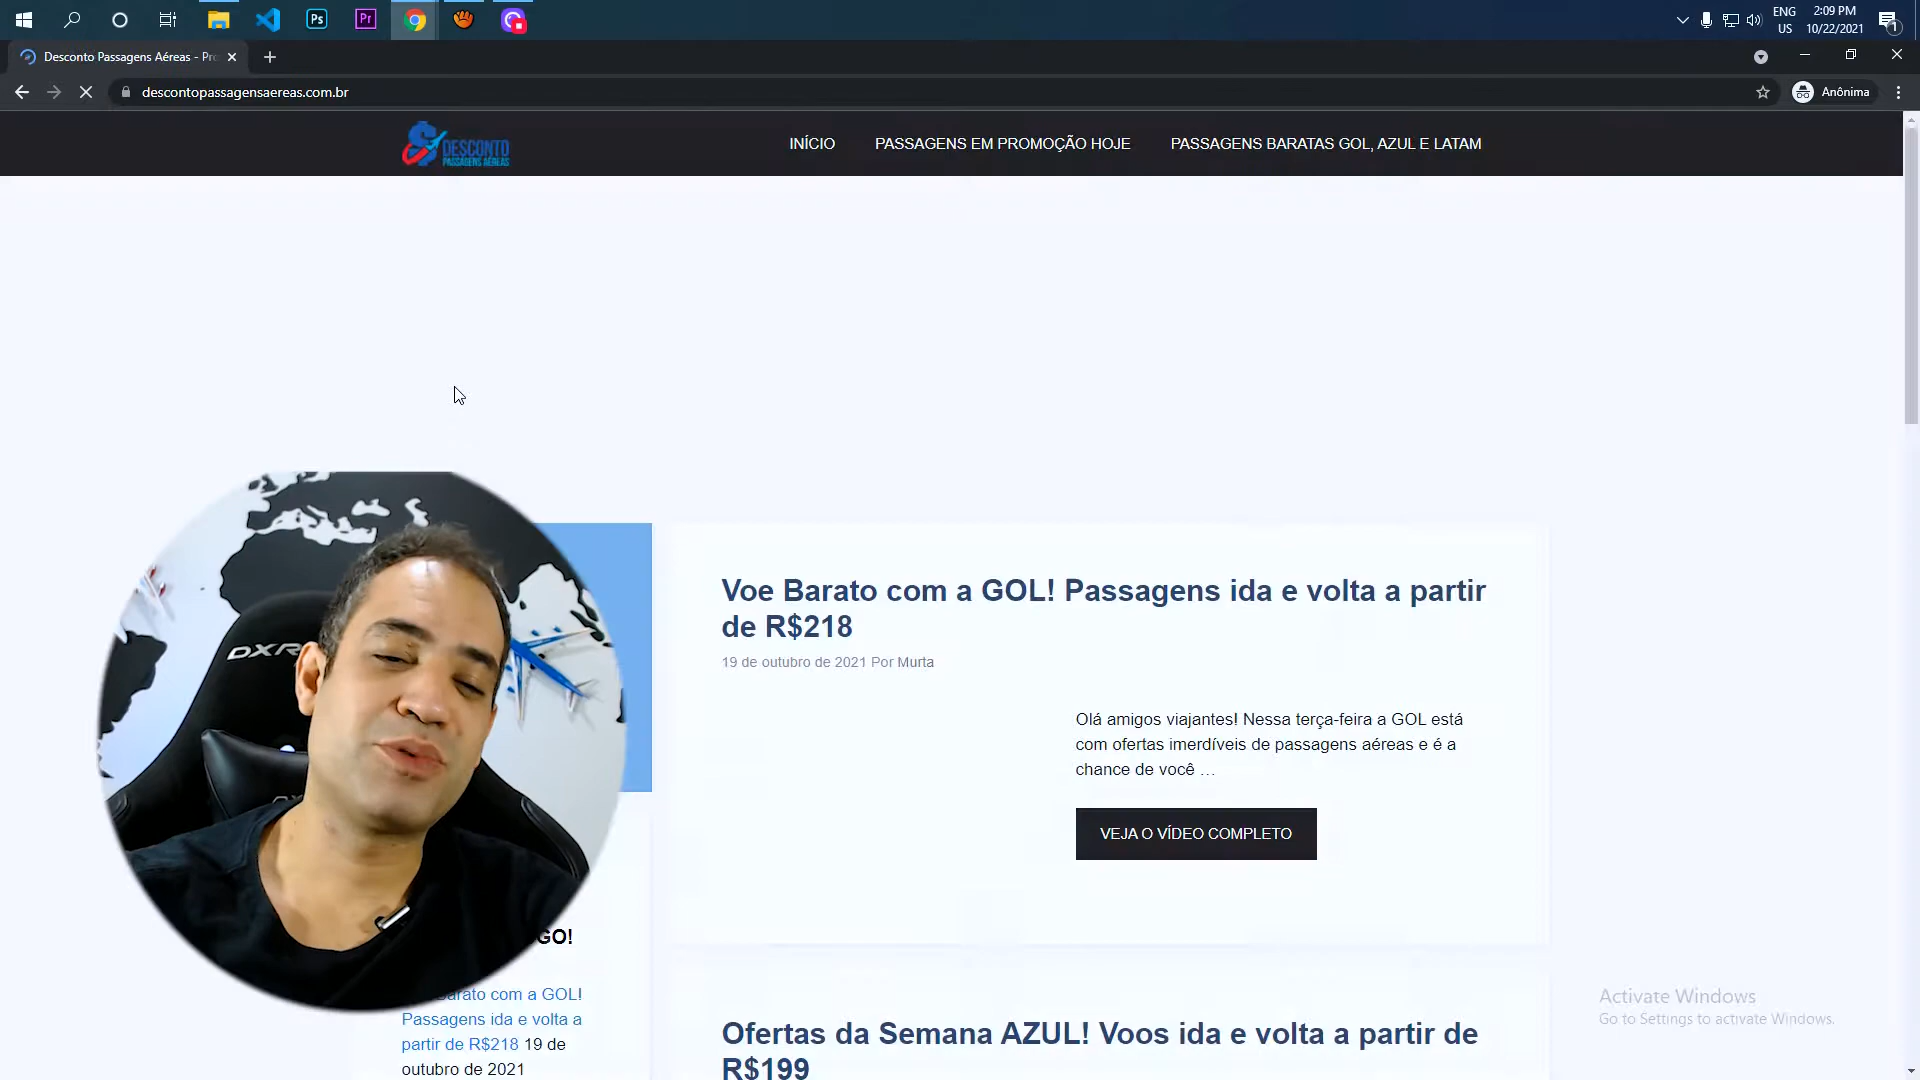 Ps
Pr
ENG
US
2:09 PM
10/22/2021
1
Desconto Passagens Aéreas - Pro
descontopassagensaereas.com.br
Anônima
DESCONTO
PASSAGENS AÉREAS
INÍCIO
PASSAGENS EM PROMOÇÃO HOJE
PASSAGENS BARATAS GOL, AZUL E LATAM
Voe Barato com a GOL! Passagens ida e volta a partir
de R$218
19 de outubro de 2021 Por Murta
Olá amigos viajantes! Nessa terça-feira a GOL está
com ofertas imerdíveis de passagens aéreas e é a
chance de você …
VEJA O VÍDEO COMPLETO
DXR
GO!
Barato com a GOL!
Passagens ida e volta a
partir de R$218 19 de
outubro de 2021
Ofertas da Semana AZUL! Voos ida e volta a partir de
R$199
Activate Windows
Go to Settings to activate Windows.